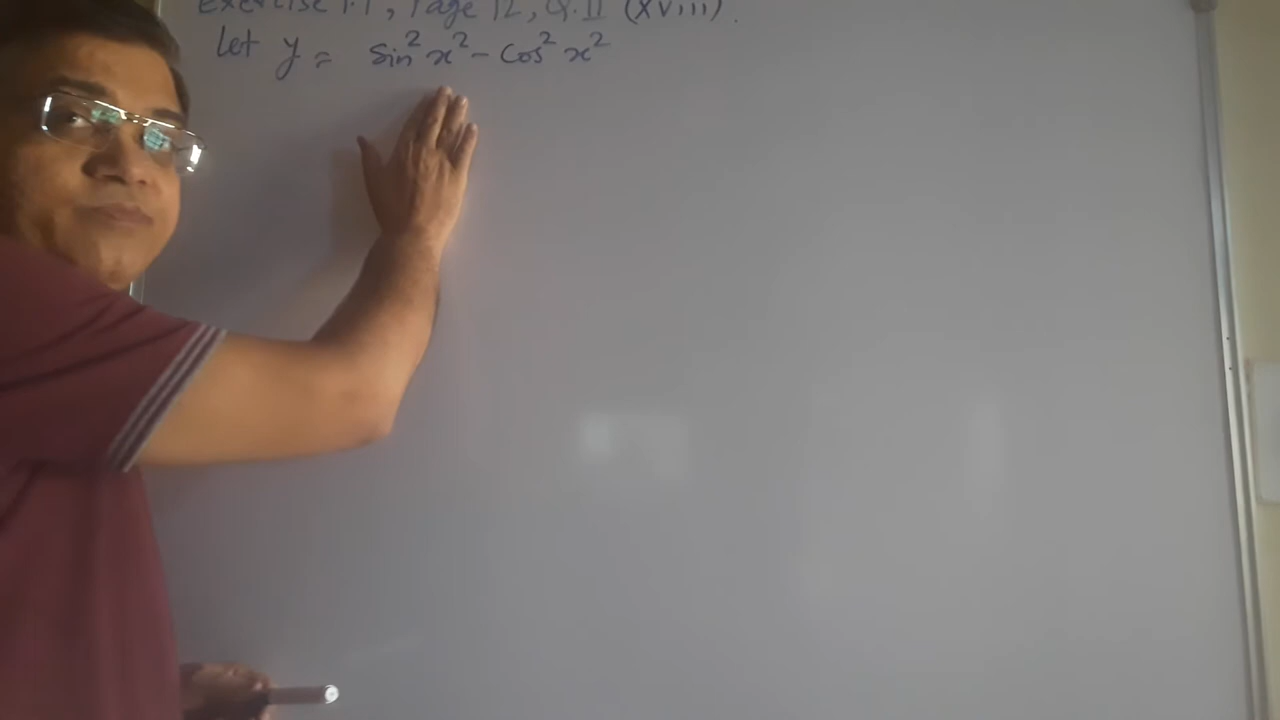 Exercise 1.1, Page 12, Q.II (XVIII).
Let y = Sin² x² - Cos² x²